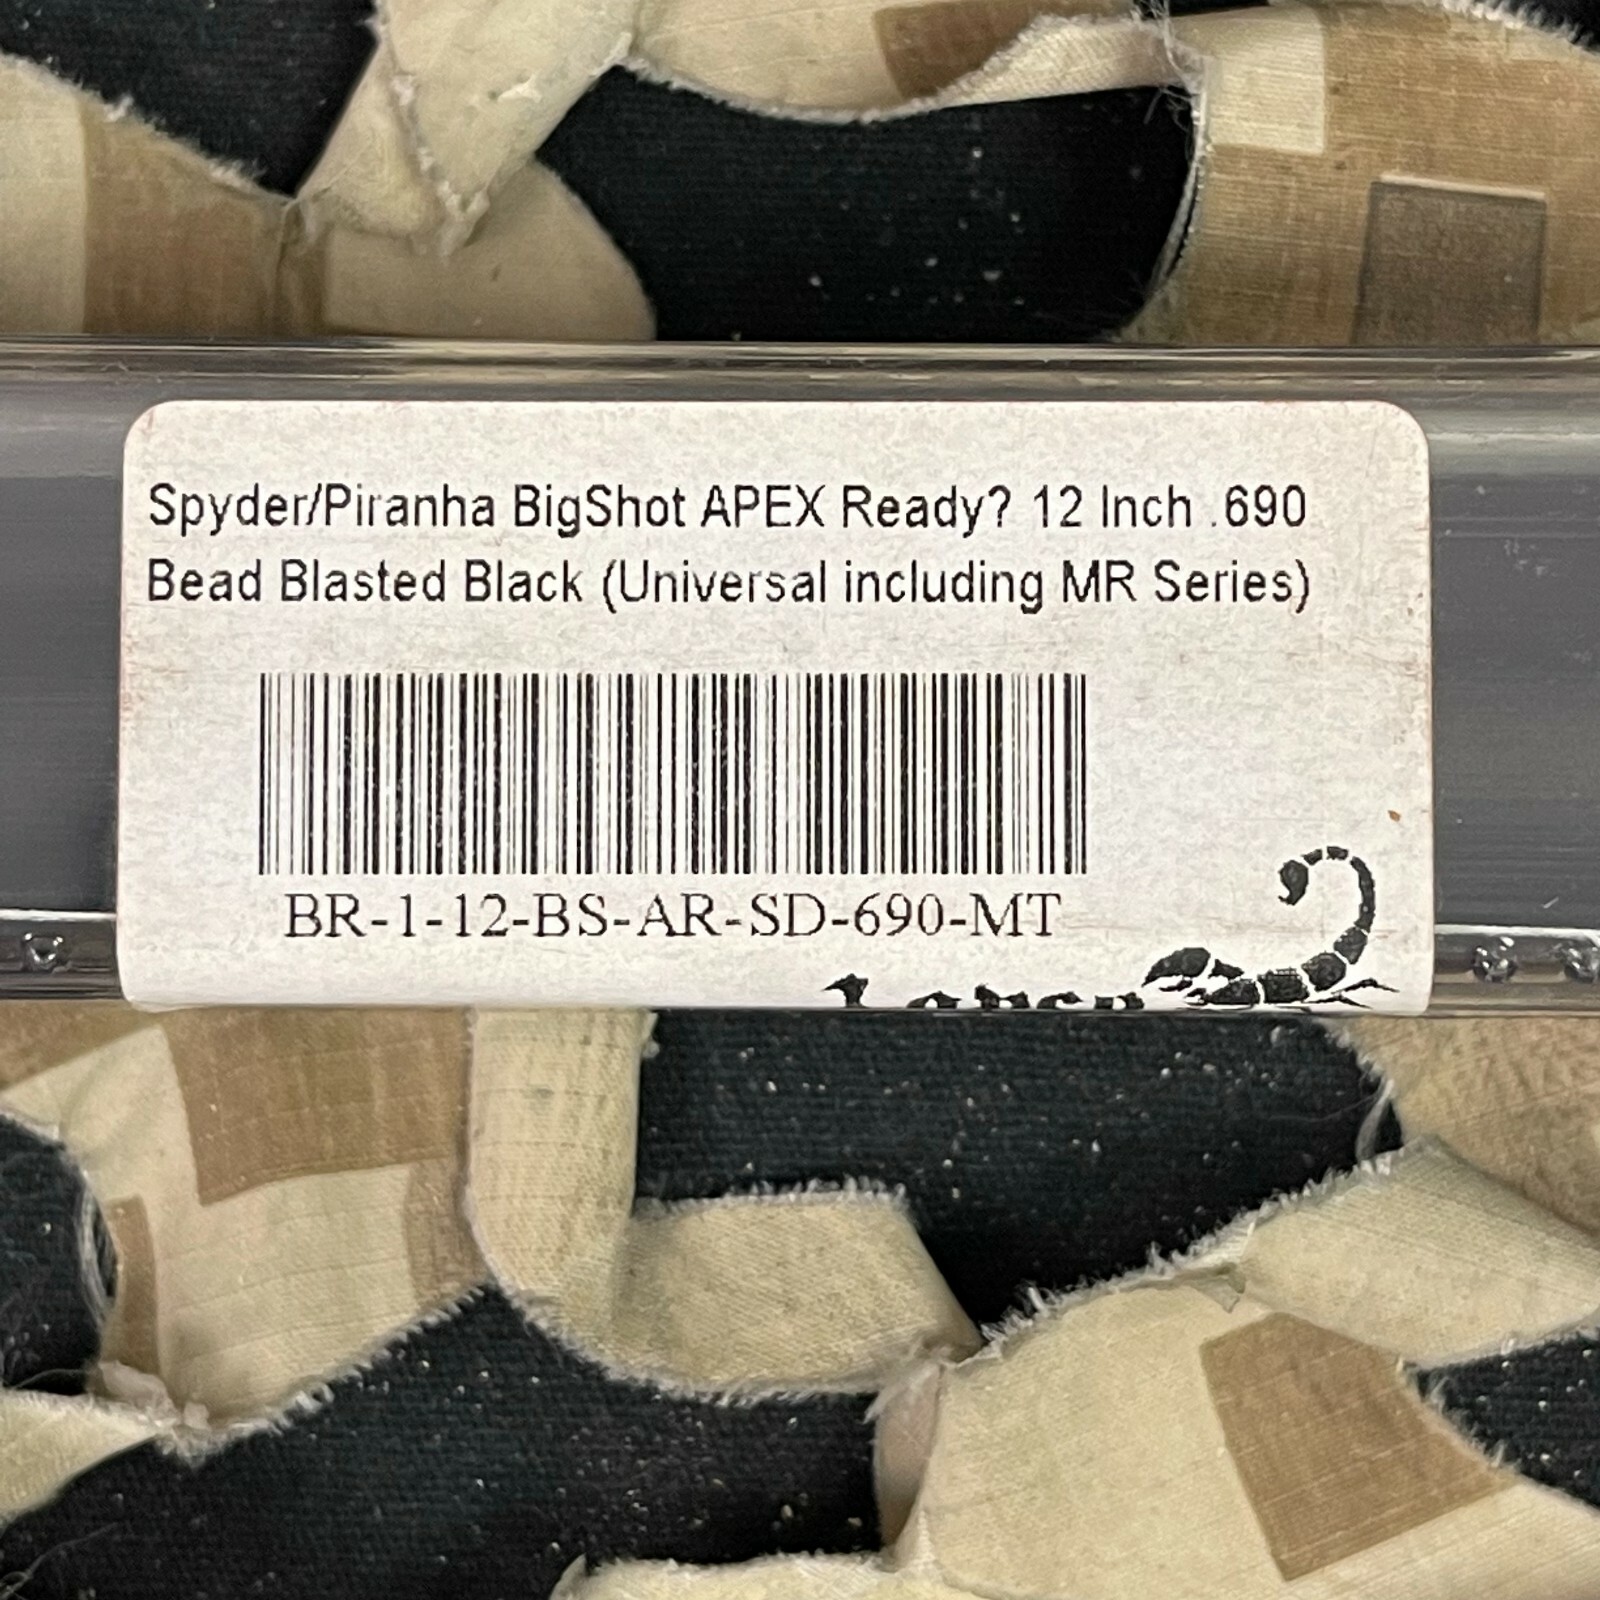 Spyder/Piranha BigShot APEX Ready? 12 Inch .690
Bead Blasted Black (Universal including MR Series)
BR-1-12-BS-AR-SD-690-MT